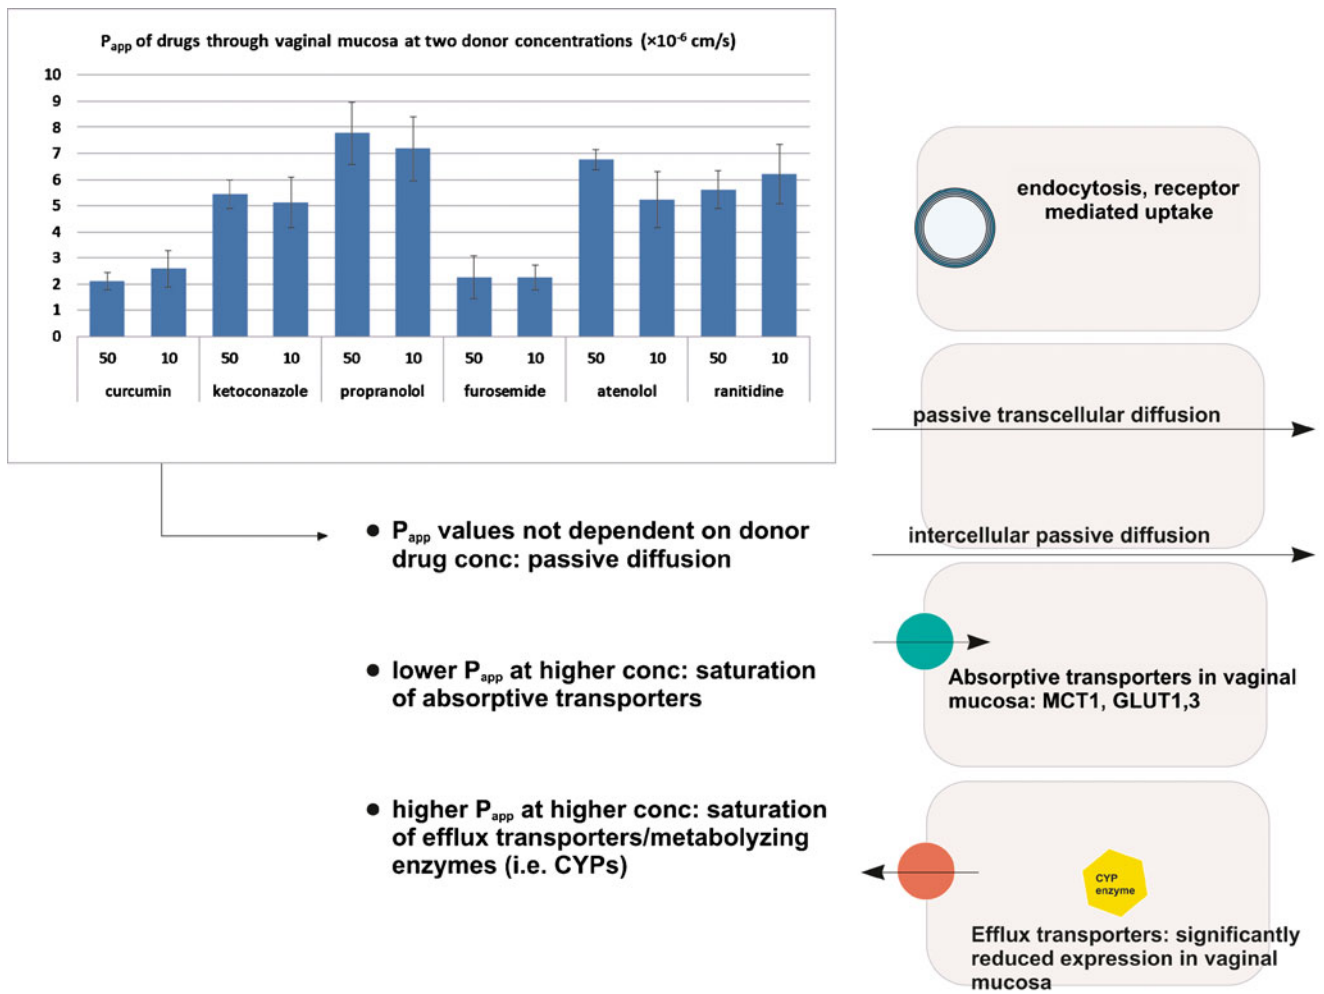 P_app of drugs through vaginal mucosa at two donor concentrations (×10⁻⁶ cm/s)
10
9
8
7
6
5
4
3
2
1
0
50 10 50 10 50 10 50 10 50 10 50 10
curcumin ketoconazole propranolol furosemide atenolol ranitidine
● P_app values not dependent on donor
drug conc: passive diffusion
● lower P_app at higher conc: saturation
of absorptive transporters
● higher P_app at higher conc: saturation
of efflux transporters/metabolyzing
enzymes (i.e. CYPs)
endocytosis, receptor
mediated uptake
passive transcellular diffusion
intercellular passive diffusion
Absorptive transporters in vaginal
mucosa: MCT1, GLUT1,3
CYP
enzyme
Efflux transporters: significantly
reduced expression in vaginal
mucosa